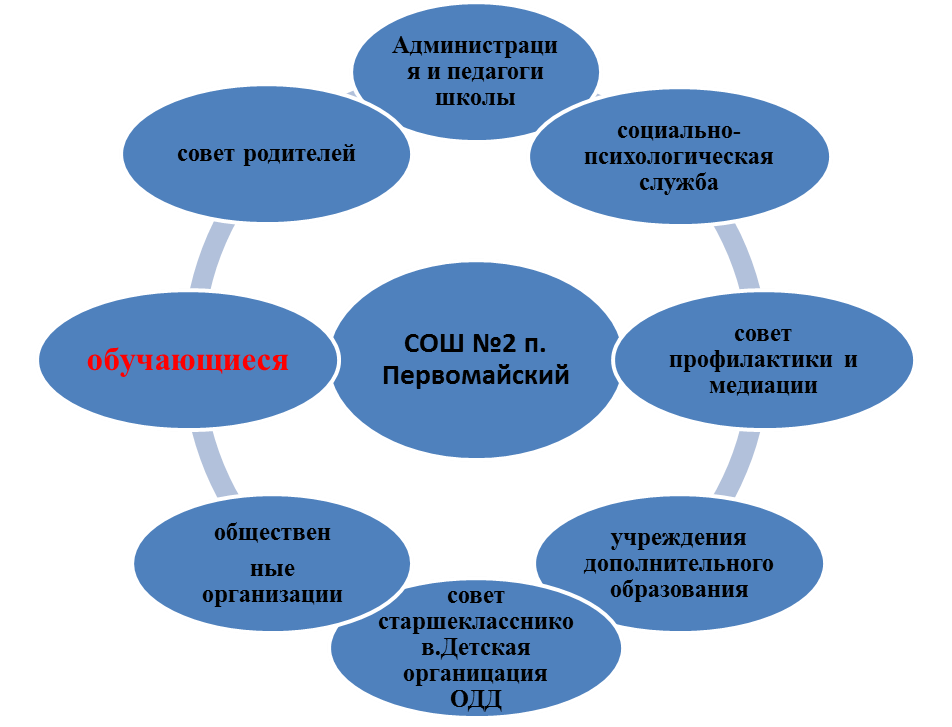 Администраци
я и педагоги
школы
совет родителей
социально-
психологическая
служба
обучающиеся
СОШ №2 п.
Первомайский
совет
профилактики и
медиации
обществен
ные
организации
учреждения
дополнительного
образования
совет
старшекласснико
в.Детская
органицация
ОДД